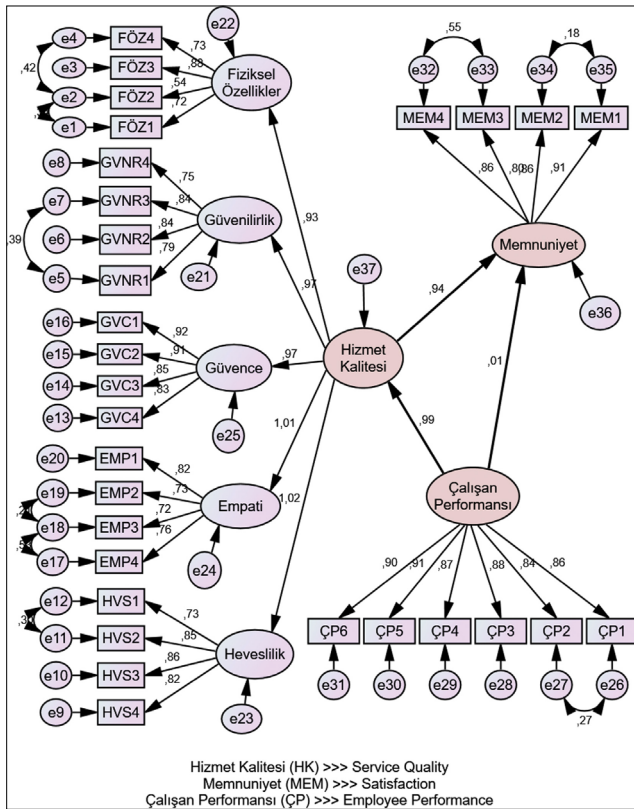 e22
e4
FÖZ4
,73
e3
FÖZ3
,88
Fiziksel
Özellikler
,42
e2
FÖZ2
,54
e1
FÖZ1
,72
e8
GVNR4
,75
e7
GVNR3
,84
Güvenilirlik
,39
e6
GVNR2
,84
e5
GVNR1
,79
e21
e16
GVC1
,92
e15
GVC2
,91
Güvence
e14
GVC3
,85
e13
GVC4
,83
e25
e20
EMP1
,82
e19
EMP2
,73
Empati
e18
EMP3
,72
e17
EMP4
,76
e24
e12
HVS1
,73
e11
HVS2
,85
Heveslilik
e10
HVS3
,86
e9
HVS4
,82
e23
,93
,97
,97
1,01
1,02
e37
Hizmet
Kalitesi
,94
,99
,01
,55
,18
e32
e33
e34
e35
MEM4
MEM3
MEM2
MEM1
,86
,86
,91
Memnuniyet
e36
Çalışan
Performansı
,90
,91
,87
,88
,84
,86
ÇP6
ÇP5
ÇP4
ÇP3
ÇP2
ÇP1
e31
e30
e29
e28
e27
e26
,27
Hizmet Kalitesi (HK) >>> Service Quality
Memnuniyet (MEM) >>> Satisfaction
Çalışan Performansı (ÇP) >>> Employee Performance